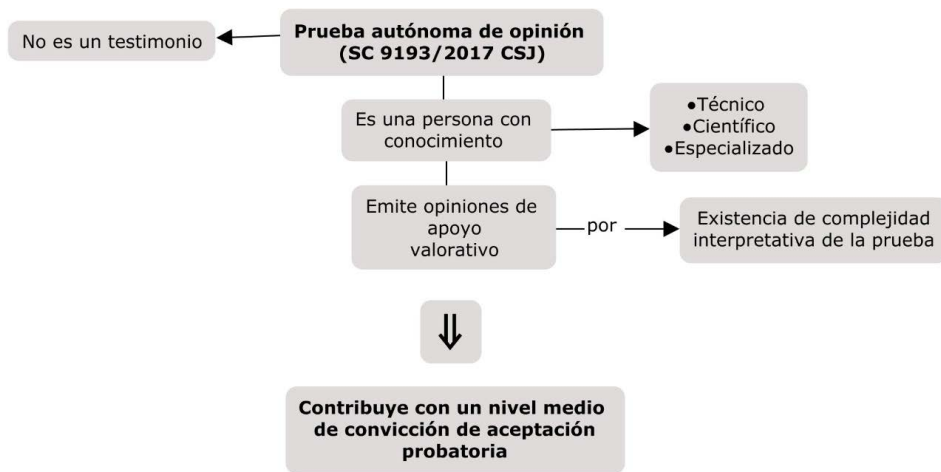 No es un testimonio
Prueba autónoma de opinión
(SC 9193/2017 CSJ)
Es una persona con
conocimiento
●Técnico
●Científico
●Especializado
Emite opiniones de
apoyo
valorativo
por
Existencia de complejidad
interpretativa de la prueba
⇓
Contribuye con un nivel medio
de convicción de aceptación
probatoria